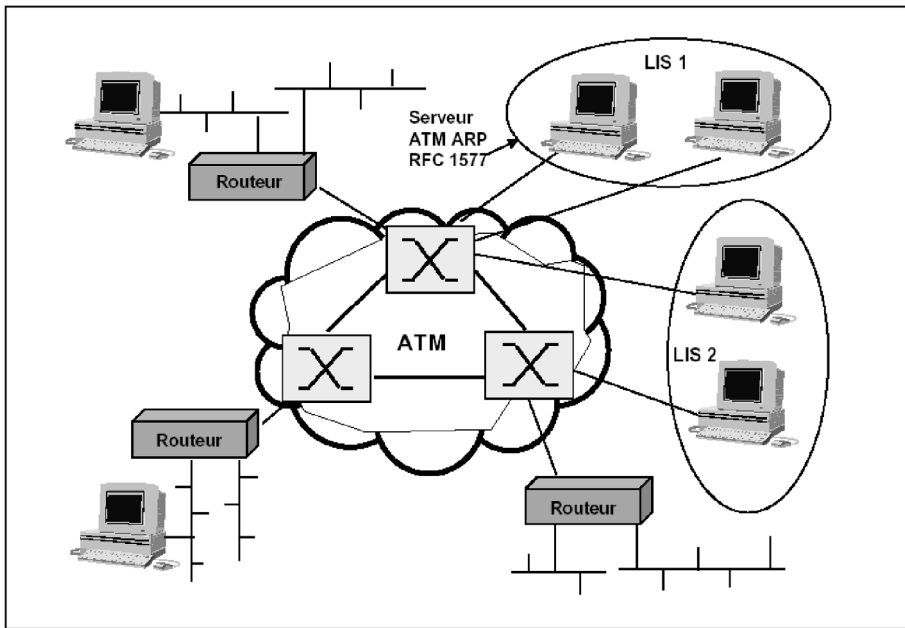 LIS 1
Serveur
ATM ARP
RFC 1577
Routeur
ATM
LIS 2
Routeur
Routeur